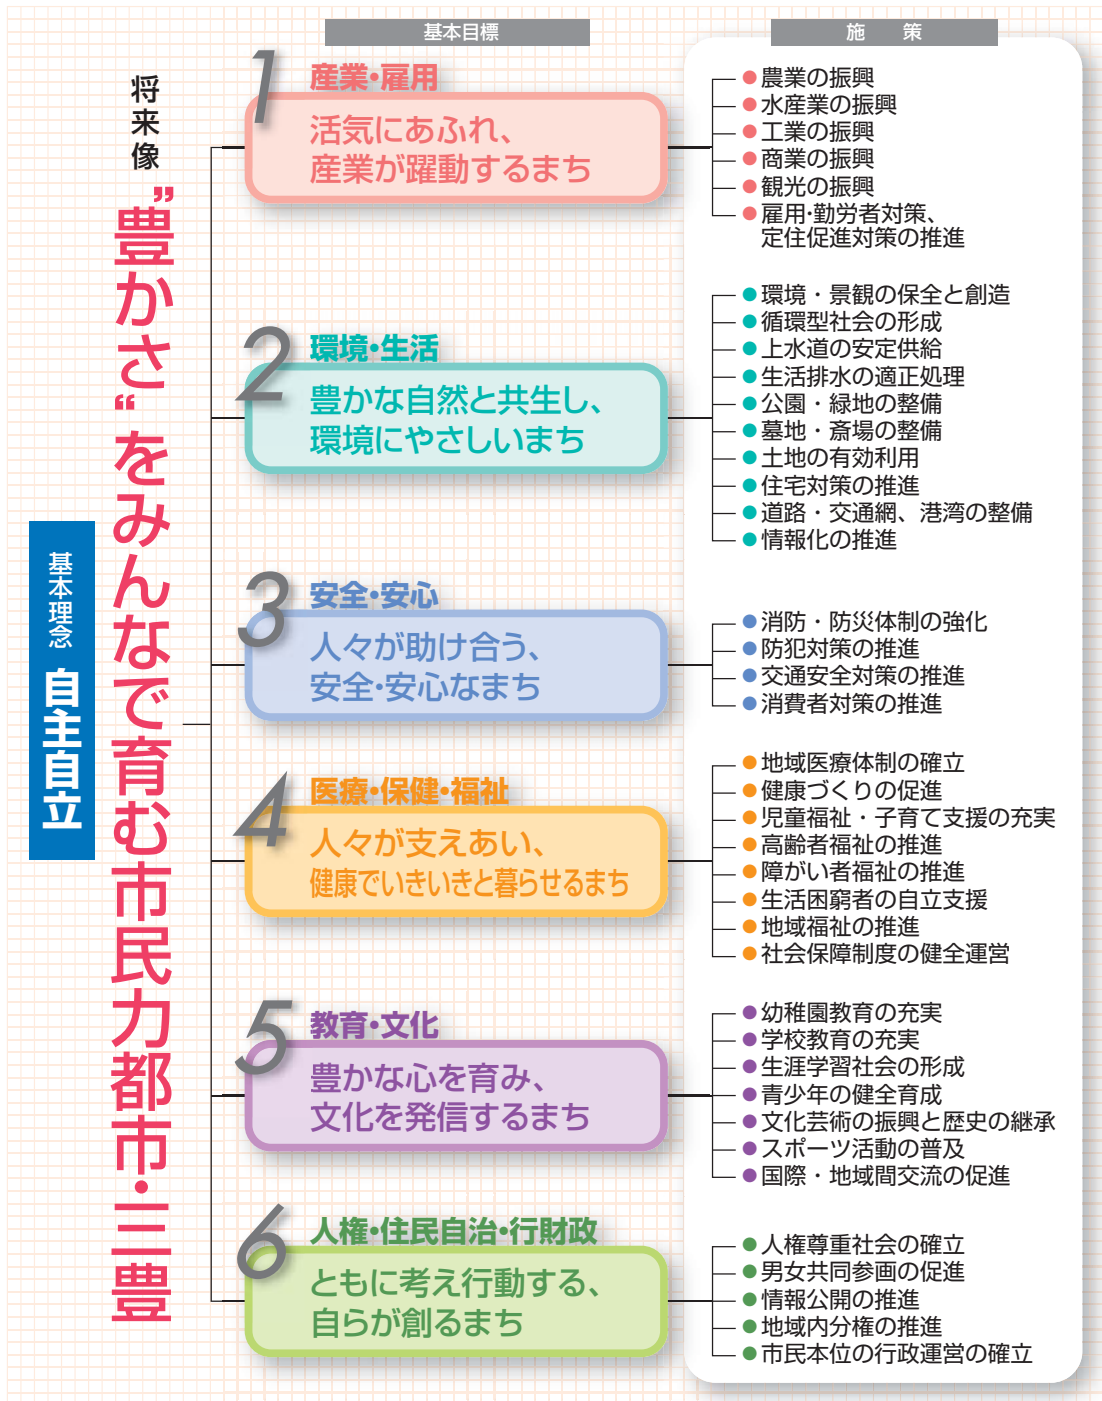 基本理念 自主自立
将来像
”豊かさ“をみんなで育む市民力都市・三豊
基本目標
施 策
1 産業・雇用
活気にあふれ、
産業が躍動するまち
●農業の振興
●水産業の振興
●工業の振興
●商業の振興
●観光の振興
●雇用・勤労者対策、
定住促進対策の推進
2 環境・生活
豊かな自然と共生し、
環境にやさしいまち
●環境・景観の保全と創造
●循環型社会の形成
●上水道の安定供給
●生活排水の適正処理
●公園・緑地の整備
●墓地・斎場の整備
●土地の有効利用
●住宅対策の推進
●道路・交通網、港湾の整備
●情報化の推進
3 安全・安心
人々が助け合う、
安全・安心なまち
●消防・防災体制の強化
●防犯対策の推進
●交通安全対策の推進
●消費者対策の推進
4 医療・保健・福祉
人々が支えあい、
健康でいきいきと暮らせるまち
●地域医療体制の確立
●健康づくりの促進
●児童福祉・子育て支援の充実
●高齢者福祉の推進
●障がい者福祉の推進
●生活困窮者の自立支援
●地域福祉の推進
●社会保障制度の健全運営
5 教育・文化
豊かな心を育み、
文化を発信するまち
●幼稚園教育の充実
●学校教育の充実
●生涯学習社会の形成
●青少年の健全育成
●文化芸術の振興と歴史の継承
●スポーツ活動の普及
●国際・地域間交流の促進
6 人権・住民自治・行財政
ともに考え行動する、
自らが創るまち
●人権尊重社会の確立
●男女共同参画の促進
●情報公開の推進
●地域内分権の推進
●市民本位の行政運営の確立